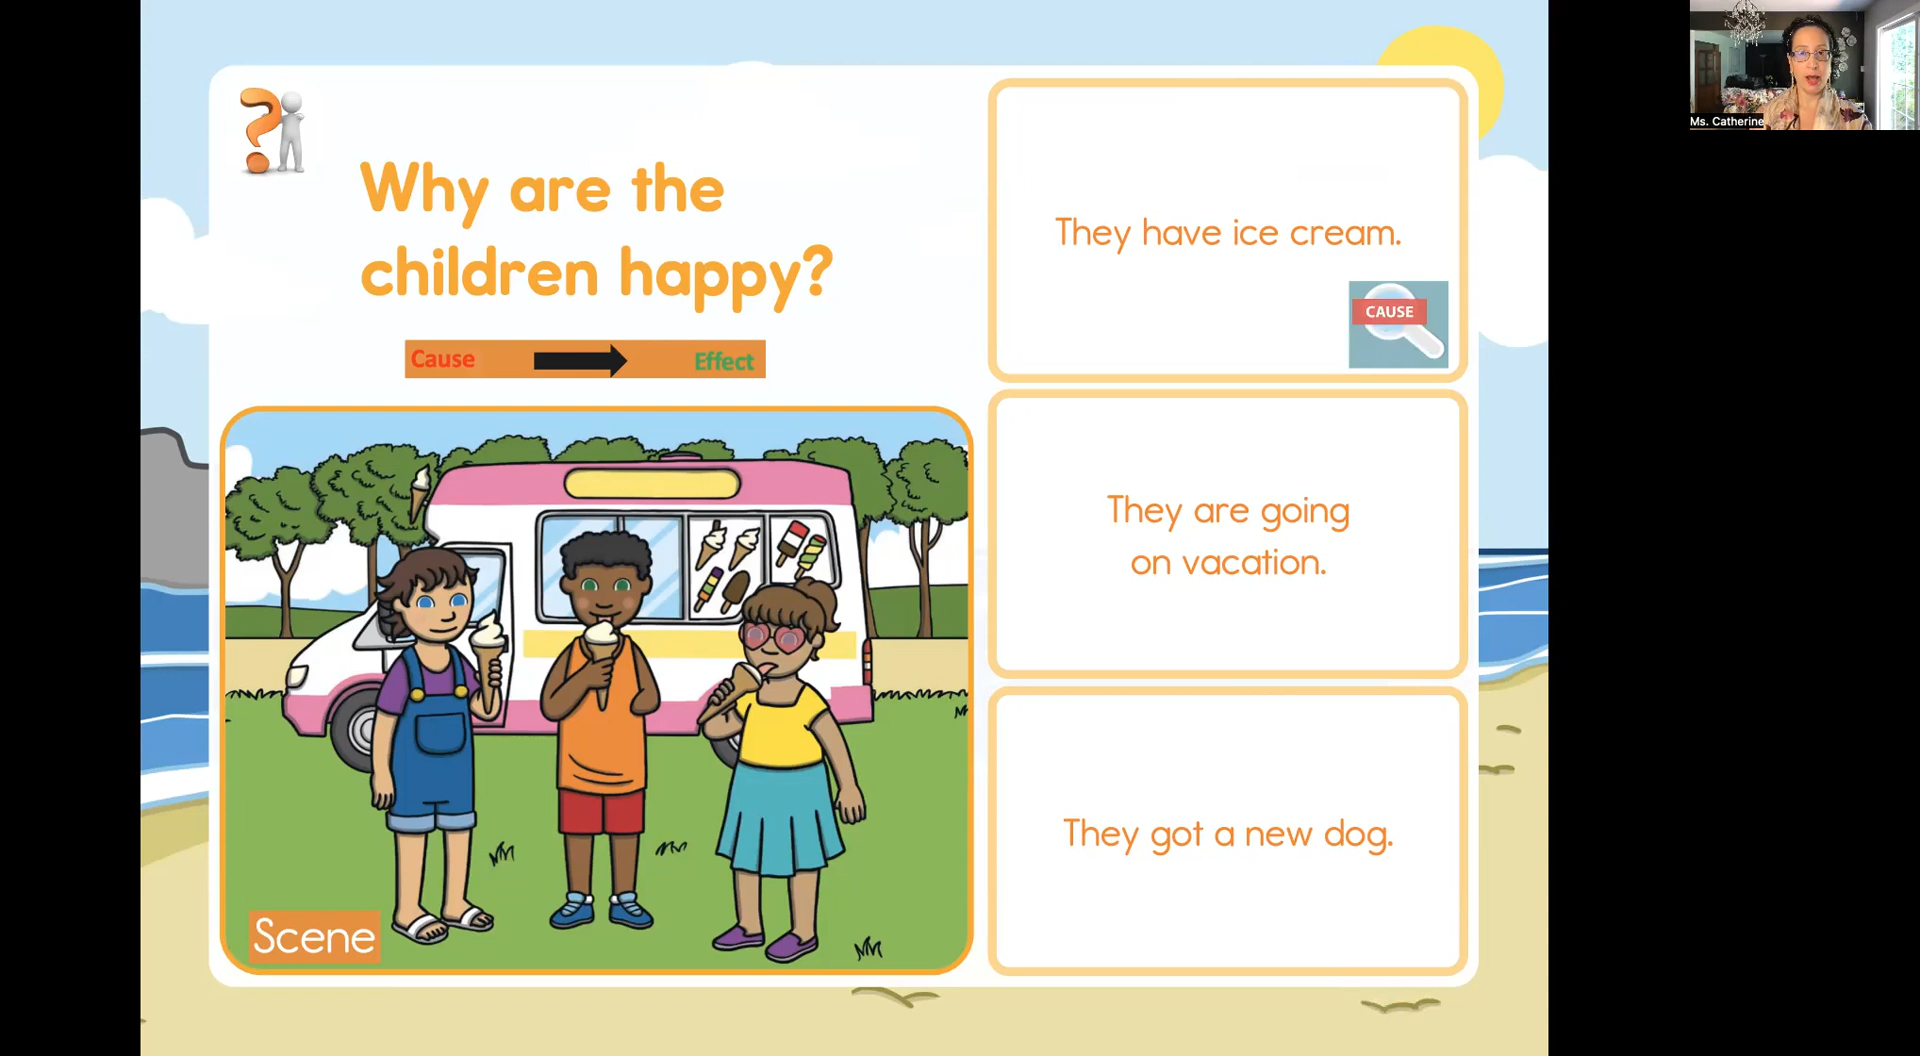 Why are the
children happy?
Cause
Effect
Scene
They have ice cream.
CAUSE
They are going
on vacation.
They got a new dog.
Ms. Catherine